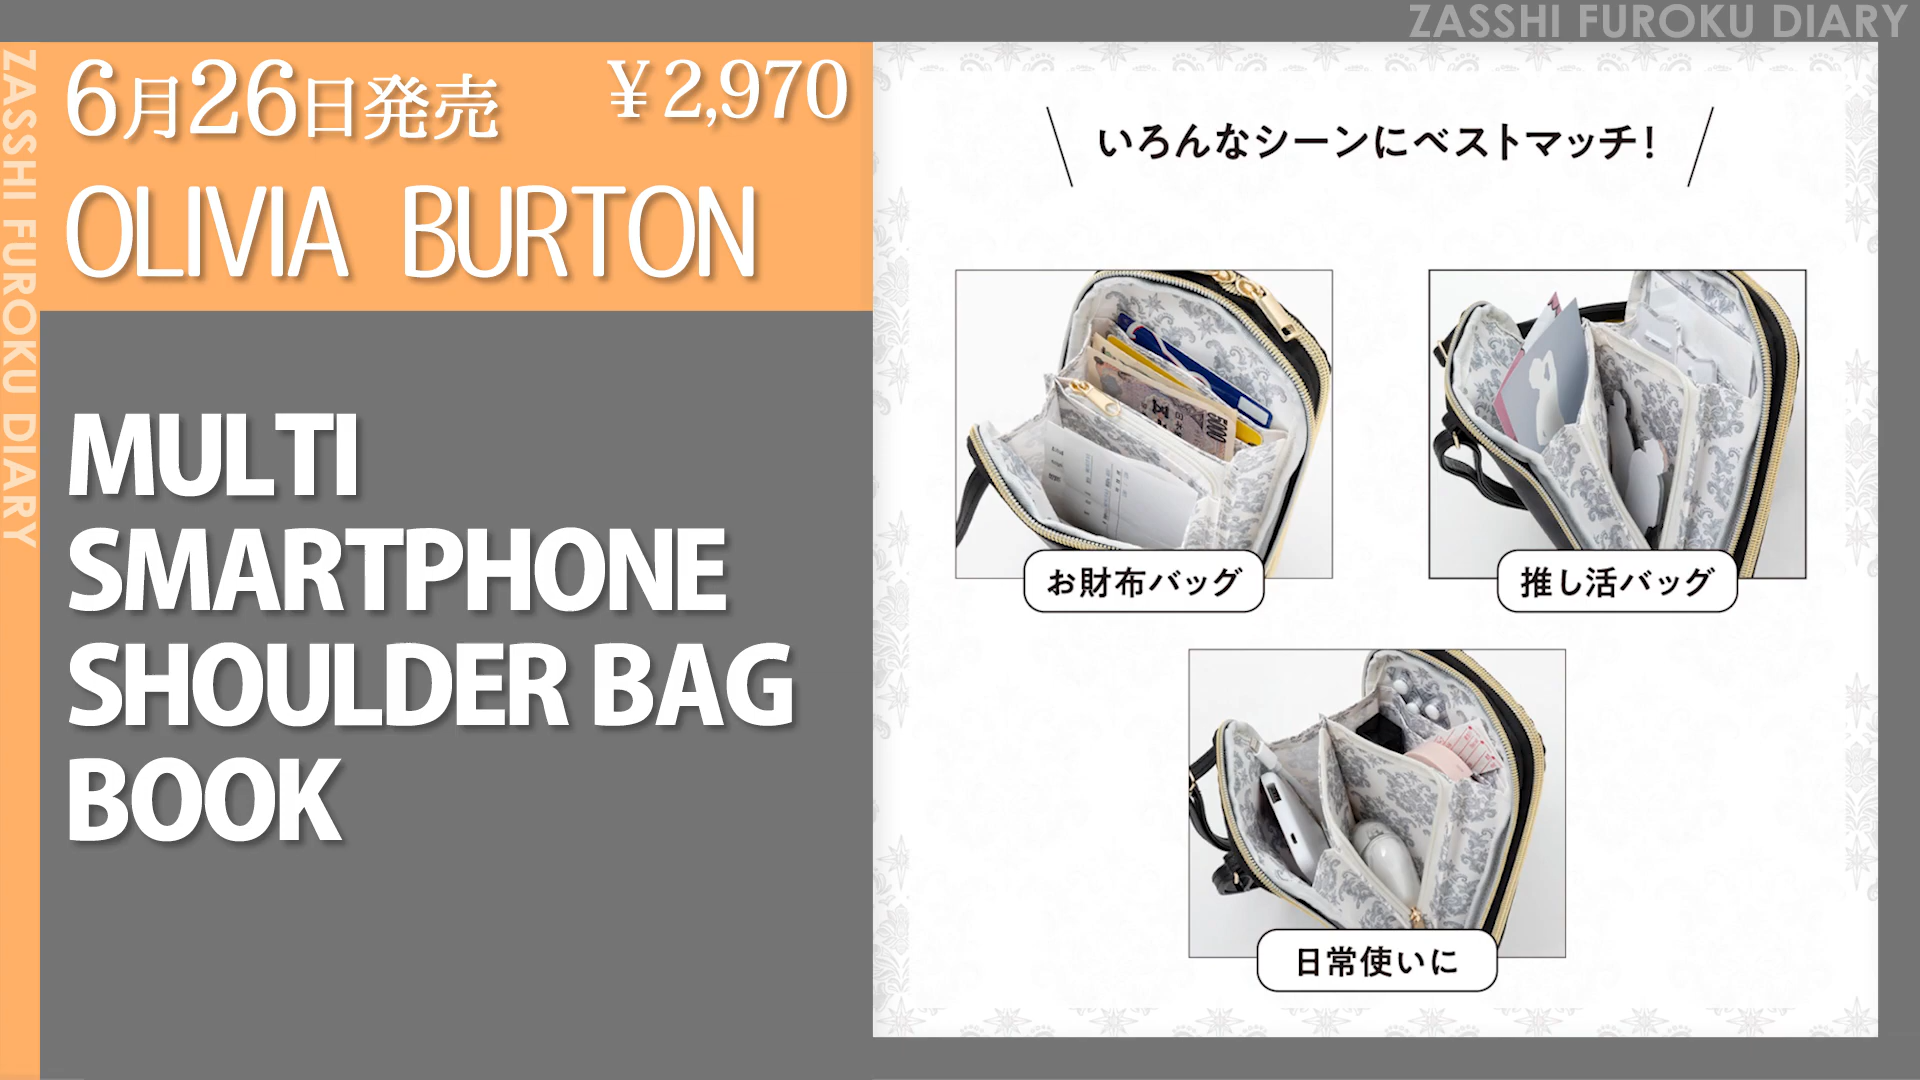 ZASSHI FUROKU DIARY
ZASSHI FUROKU DIARY
6月26日発売
¥2,970
OLIVIA BURTON
MULTI
SMARTPHONE
SHOULDER BAG
BOOK
いろんなシーンにベストマッチ!
5000
お財布バッグ
推し活バッグ
日常使いに